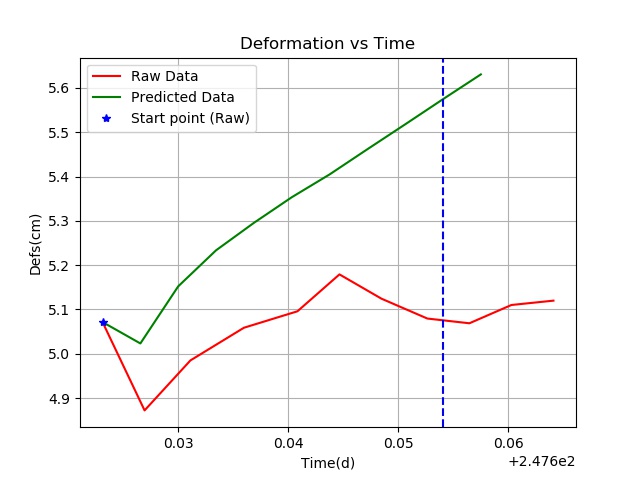 Deformation vs Time
Raw Data
Predicted Data
Start point (Raw)
Defs(cm)
5.6
5.5
5.4
5.3
5.2
5.1
5.0
4.9
0.03 0.04 0.05 0.06
Time(d)
+2.476e2